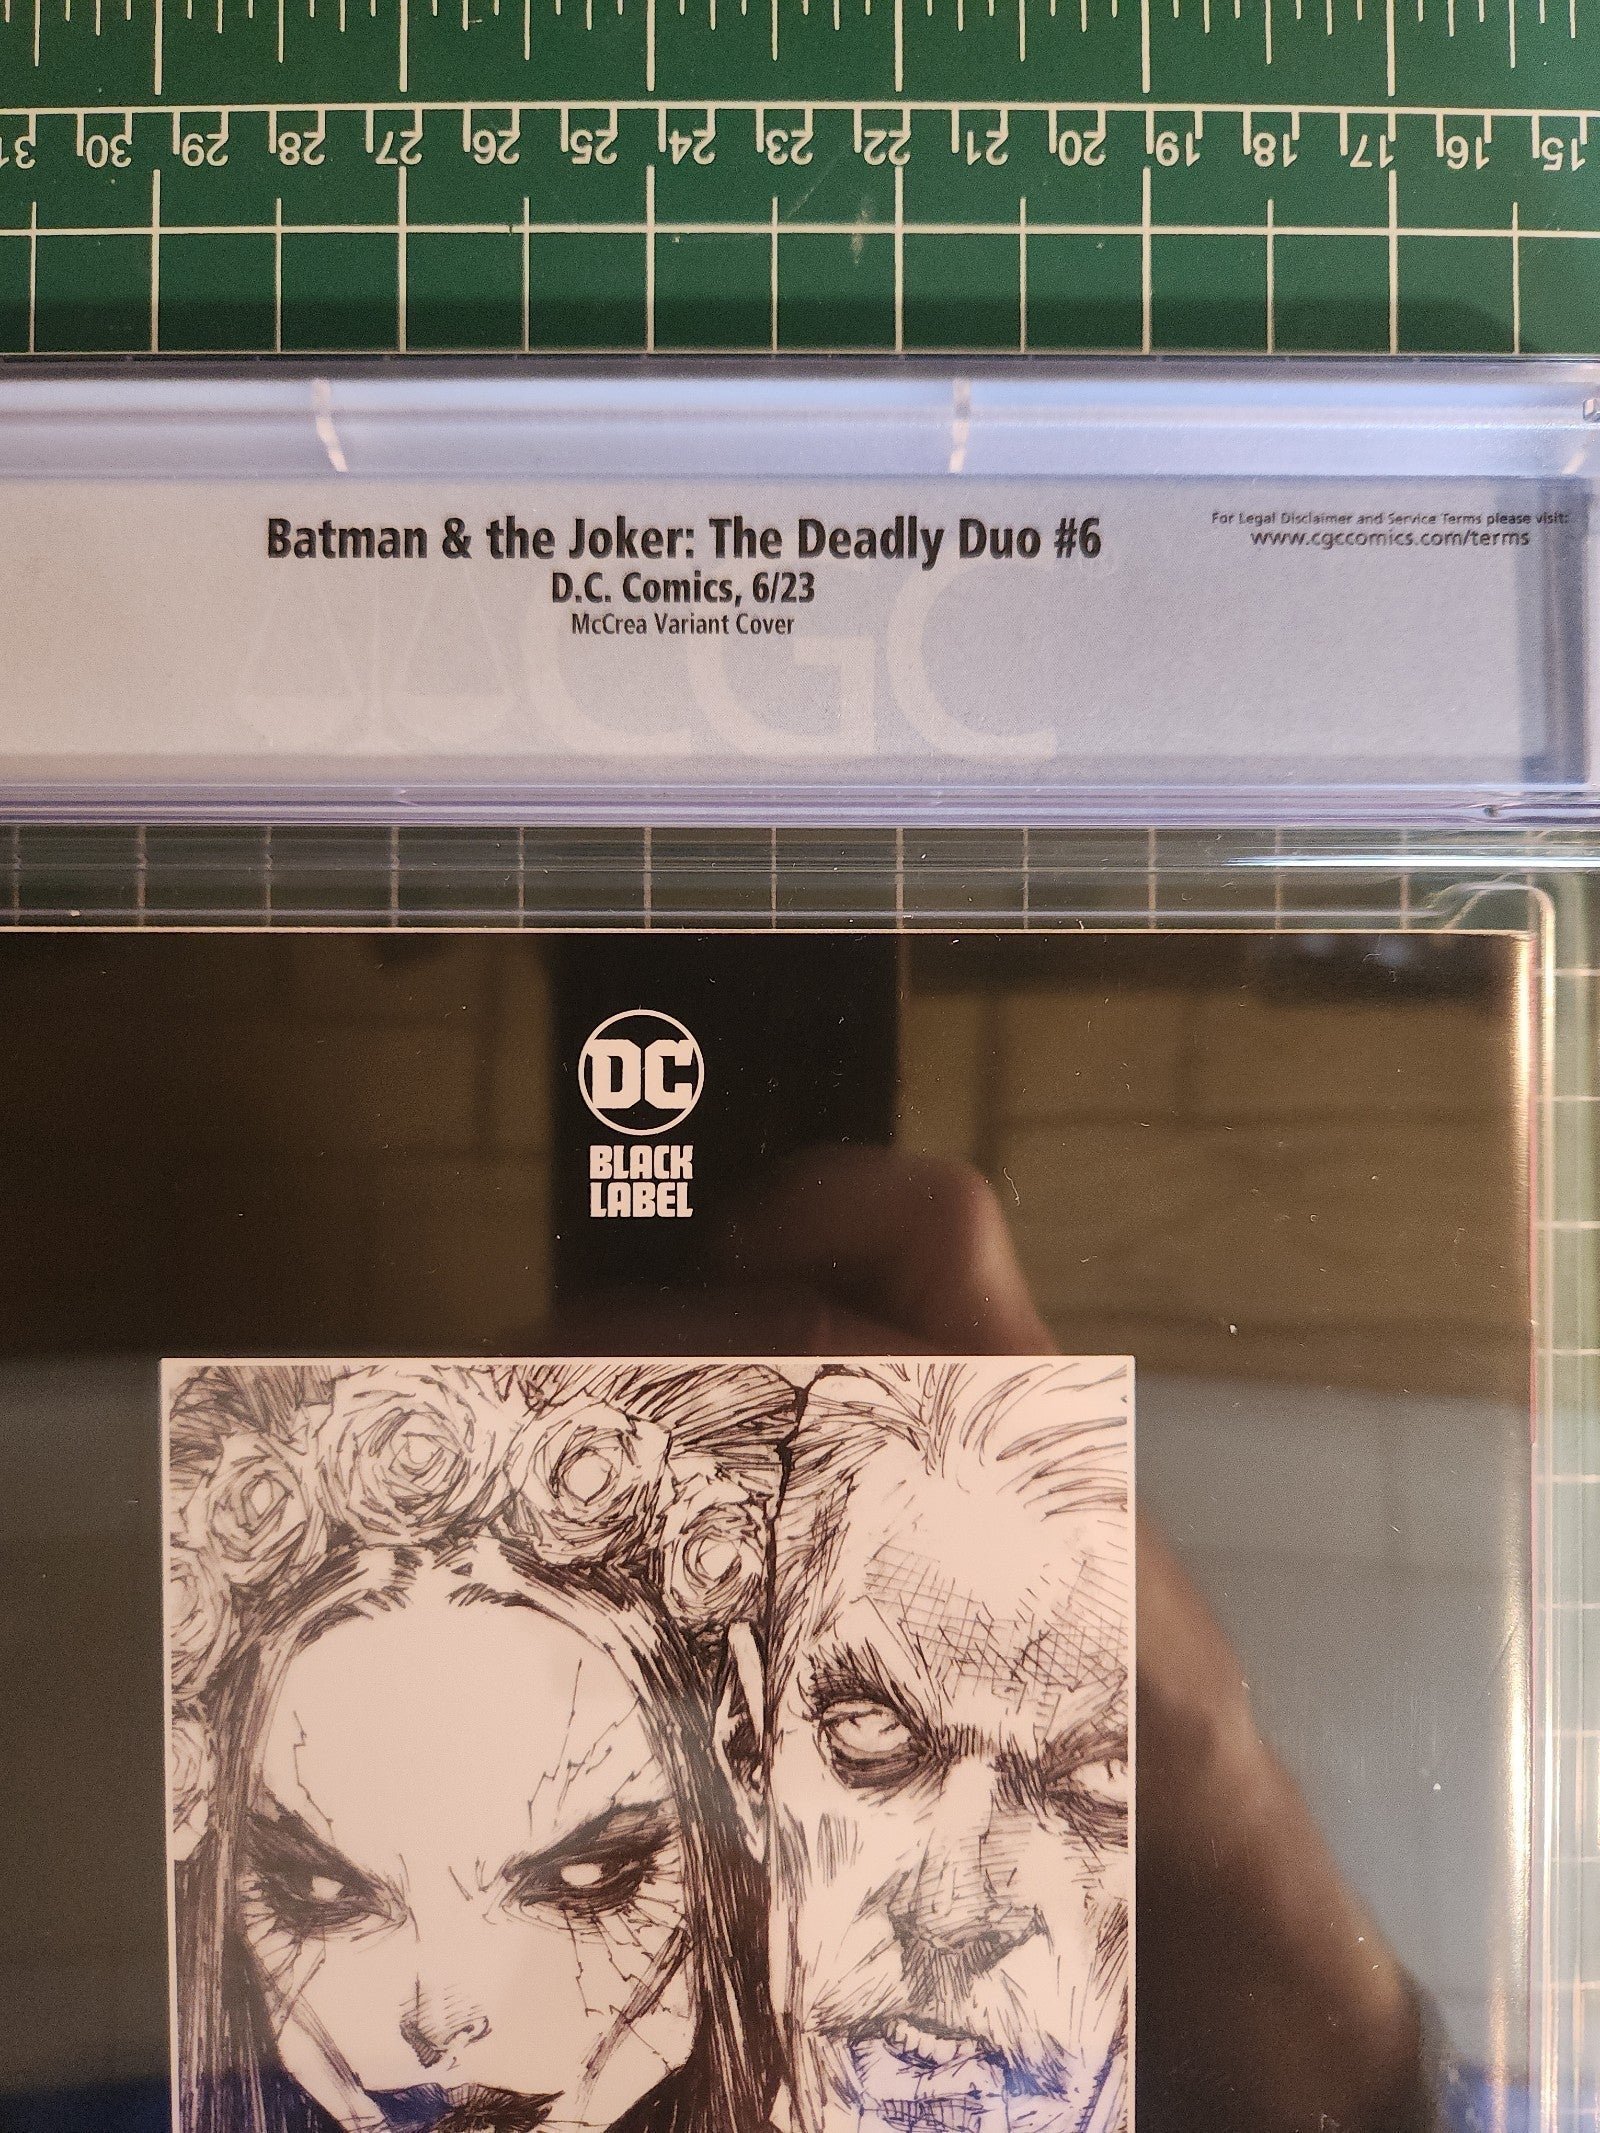 31 30 29 28 27 26 25 24 23 22 21 20 19 18 17 16 15
Batman & the Joker: The Deadly Duo #6
D.C. Comics, 6/23
McCrea Variant Cover
For Legal Disclaimer and Service Terms please visit:
www.cgccomics.com/terms
CGC
DC
BLACK
LABEL